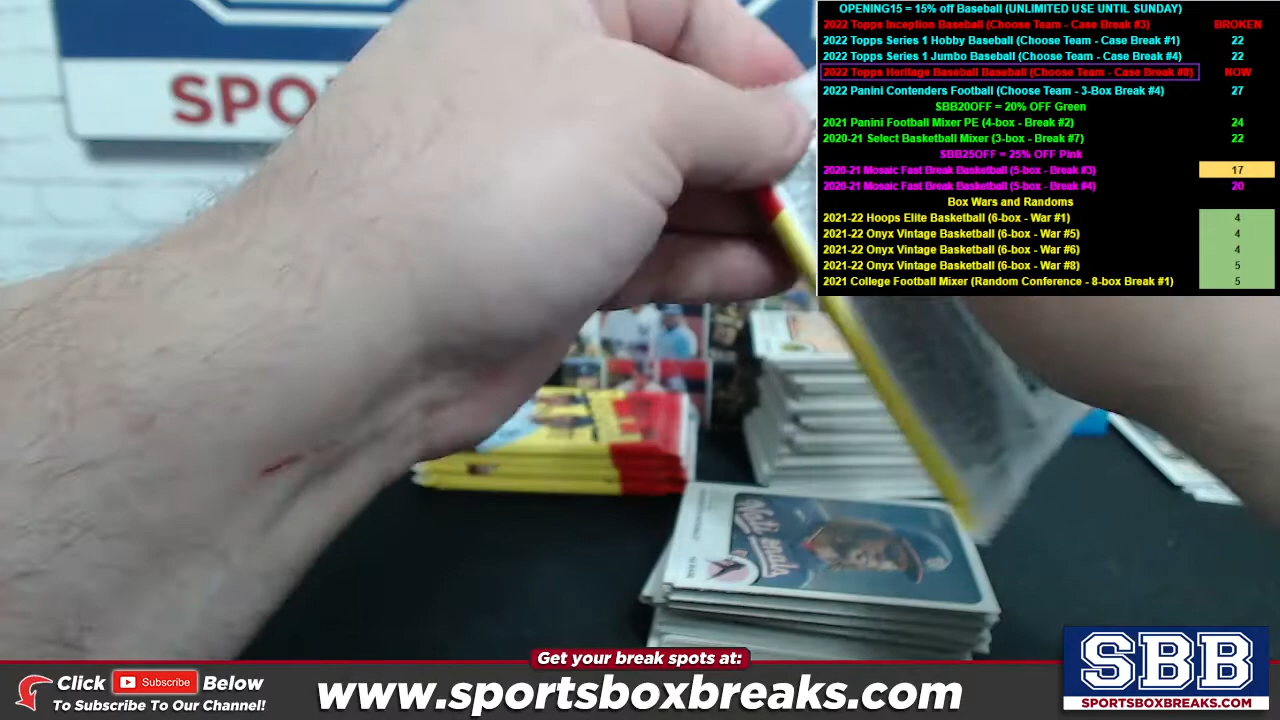 OPENING15 = 15% off Baseball (UNLIMITED USE UNTIL SUNDAY)
2022 Topps Inception Baseball (Choose Team - Case Break #3) BROKEN
2022 Topps Series 1 Hobby Baseball (Choose Team - Case Break #1) 22
2022 Topps Series 1 Jumbo Baseball (Choose Team - Case Break #4) 22
2022 Topps Heritage Baseball Baseball (Choose Team - Case Break #8) NOW
2022 Panini Contenders Football (Choose Team - 3-Box Break #4) 27
SBB20OFF = 20% OFF Green
2021 Panini Football Mixer PE (4-box - Break #2) 24
2020-21 Select Basketball Mixer (3-box - Break #7) 22
SBB25OFF = 25% OFF Pink
2020-21 Mosaic Fast Break Basketball (5-box - Break #3) 17
2020-21 Mosaic Fast Break Basketball (5-box - Break #4) 20
Box Wars and Randoms
2021-22 Hoops Elite Basketball (6-box - War #1) 4
2021-22 Onyx Vintage Basketball (6-box - War #5) 4
2021-22 Onyx Vintage Basketball (6-box - War #6) 4
2021-22 Onyx Vintage Basketball (6-box - War #8) 5
2021 College Football Mixer (Random Conference - 8-box Break #1) 5
SPO
Nationals
Get your break spots at:
Click Subscribe Below
To Subscribe To Our Channel!
www.sportsboxbreaks.com
SBB
SPORTSBOXBREAKS.COM